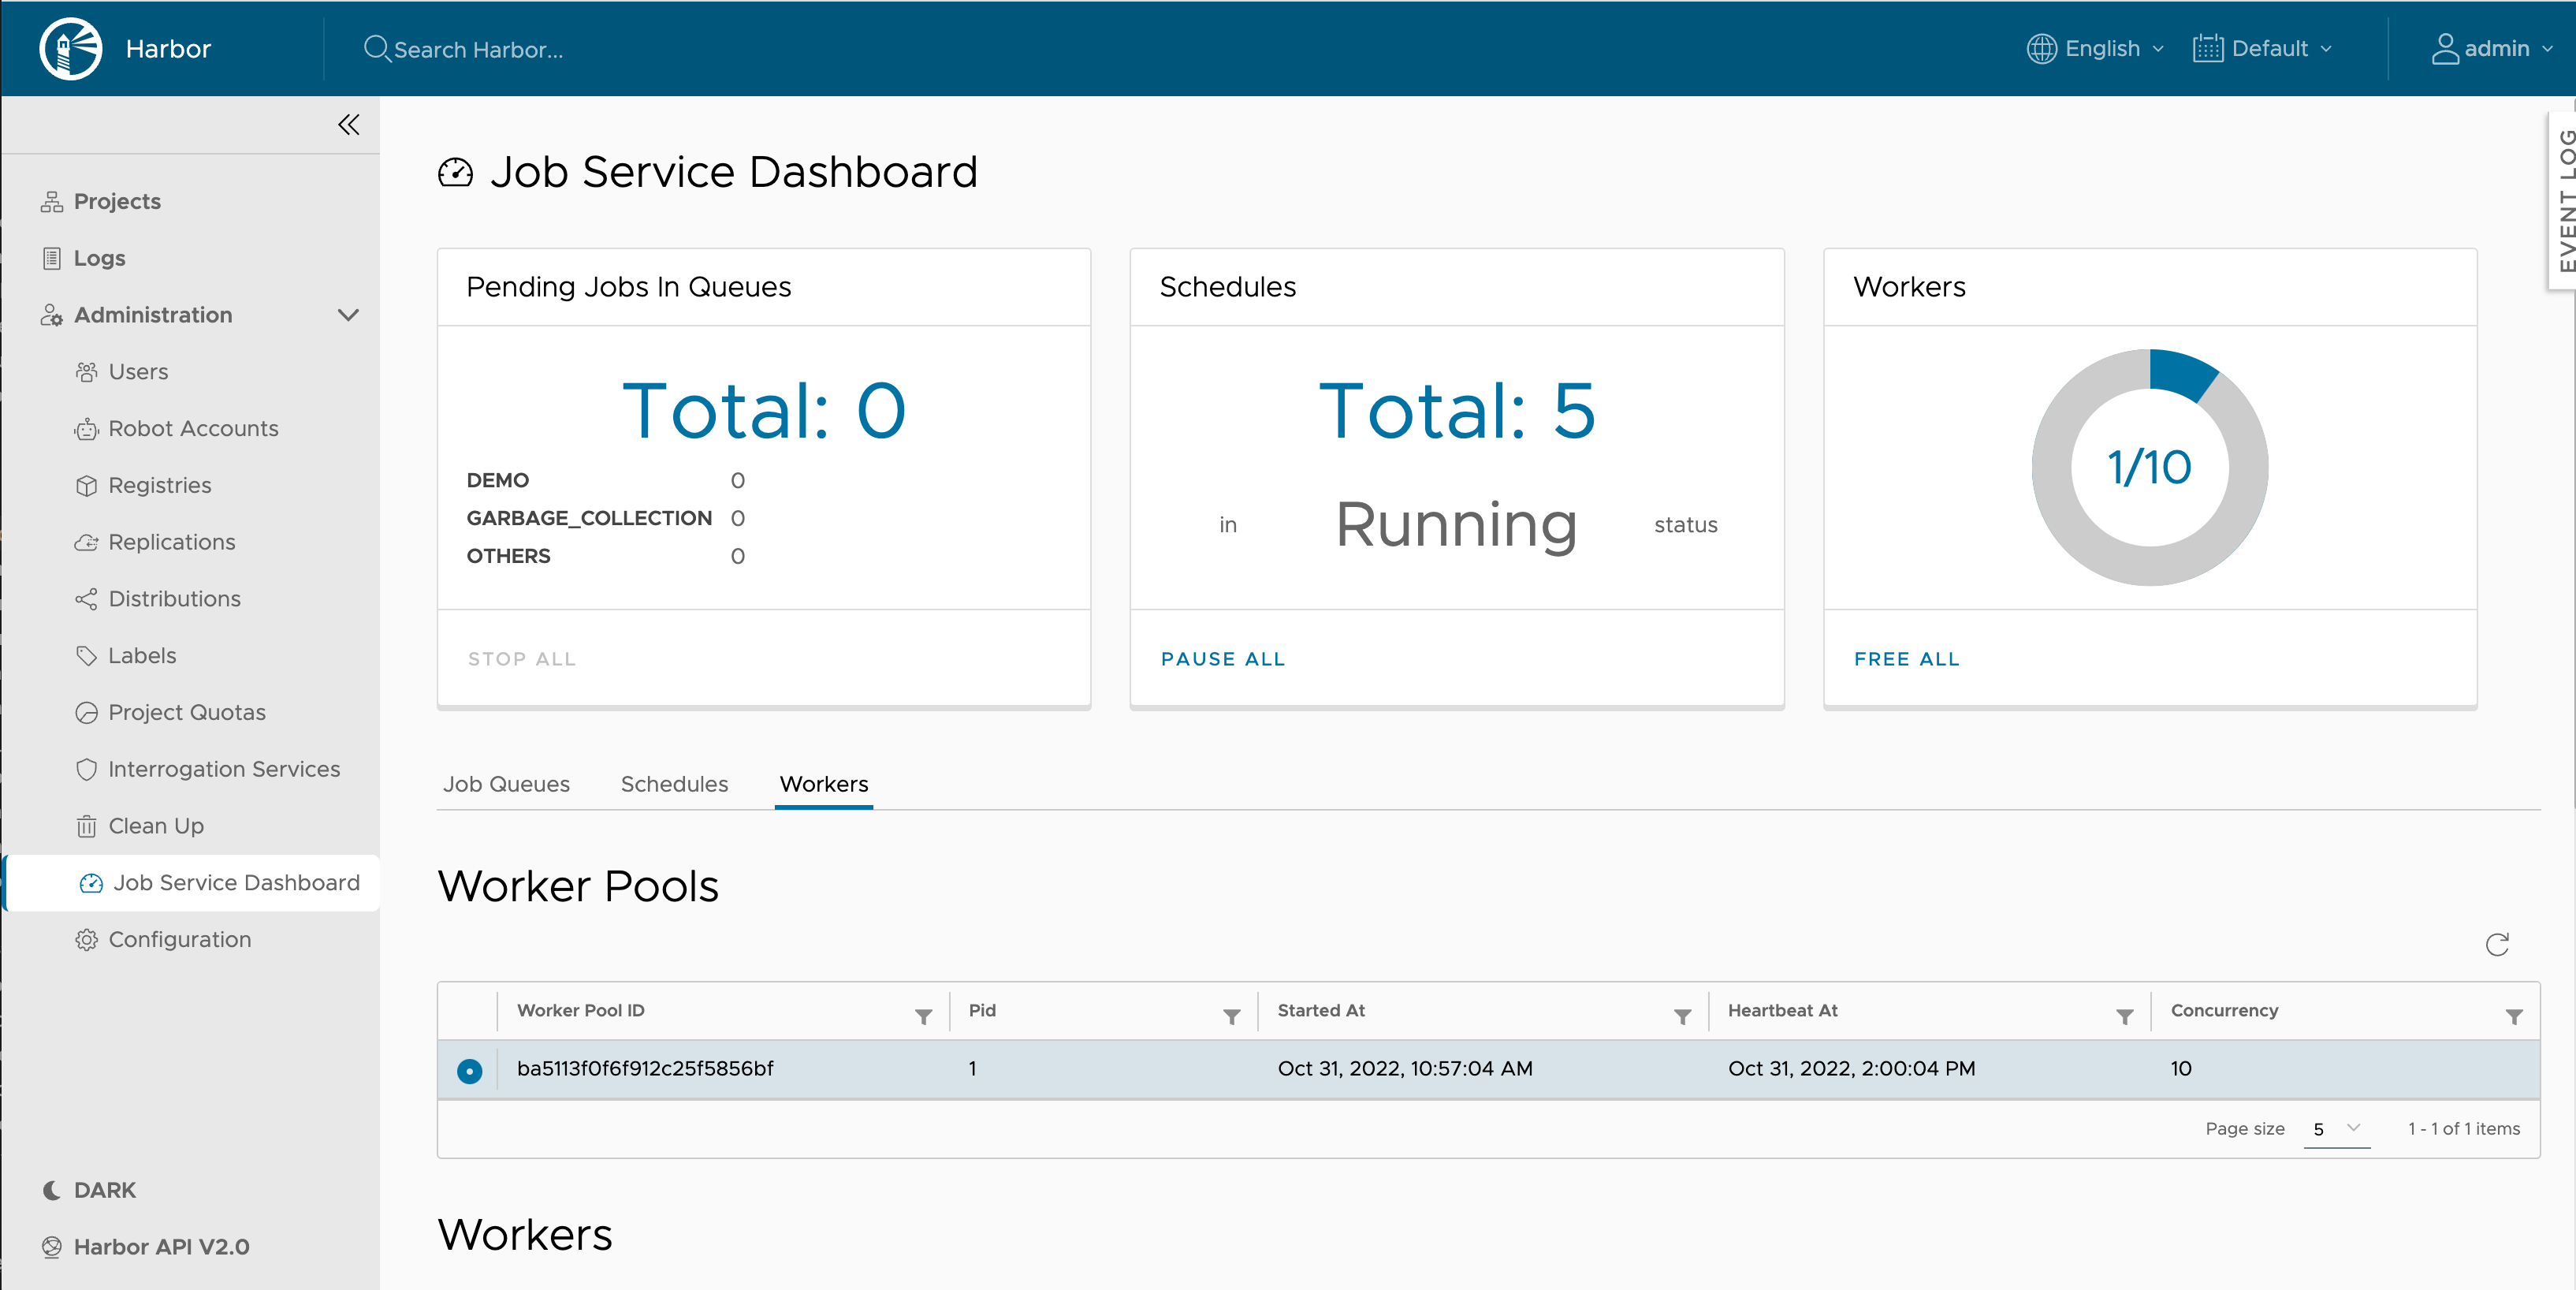 Harbor
Search Harbor...
English
Default
admin
EVENT LOG
Projects
Logs
Administration
Users
Robot Accounts
Registries
Replications
Distributions
Labels
Project Quotas
Interrogation Services
Clean Up
Job Service Dashboard
Configuration
DARK
Harbor API V2.0
Job Service Dashboard
Pending Jobs In Queues
Total: 0
DEMO 0
GARBAGE_COLLECTION 0
OTHERS 0
STOP ALL
Schedules
Total: 5
in Running status
PAUSE ALL
Workers
1/10
FREE ALL
Job Queues Schedules Workers
Worker Pools
Worker Pool ID Pid Started At Heartbeat At Concurrency
ba5113f0f6f912c25f5856bf 1 Oct 31, 2022, 10:57:04 AM Oct 31, 2022, 2:00:04 PM 10
Page size 5 1 - 1 of 1 items
Workers